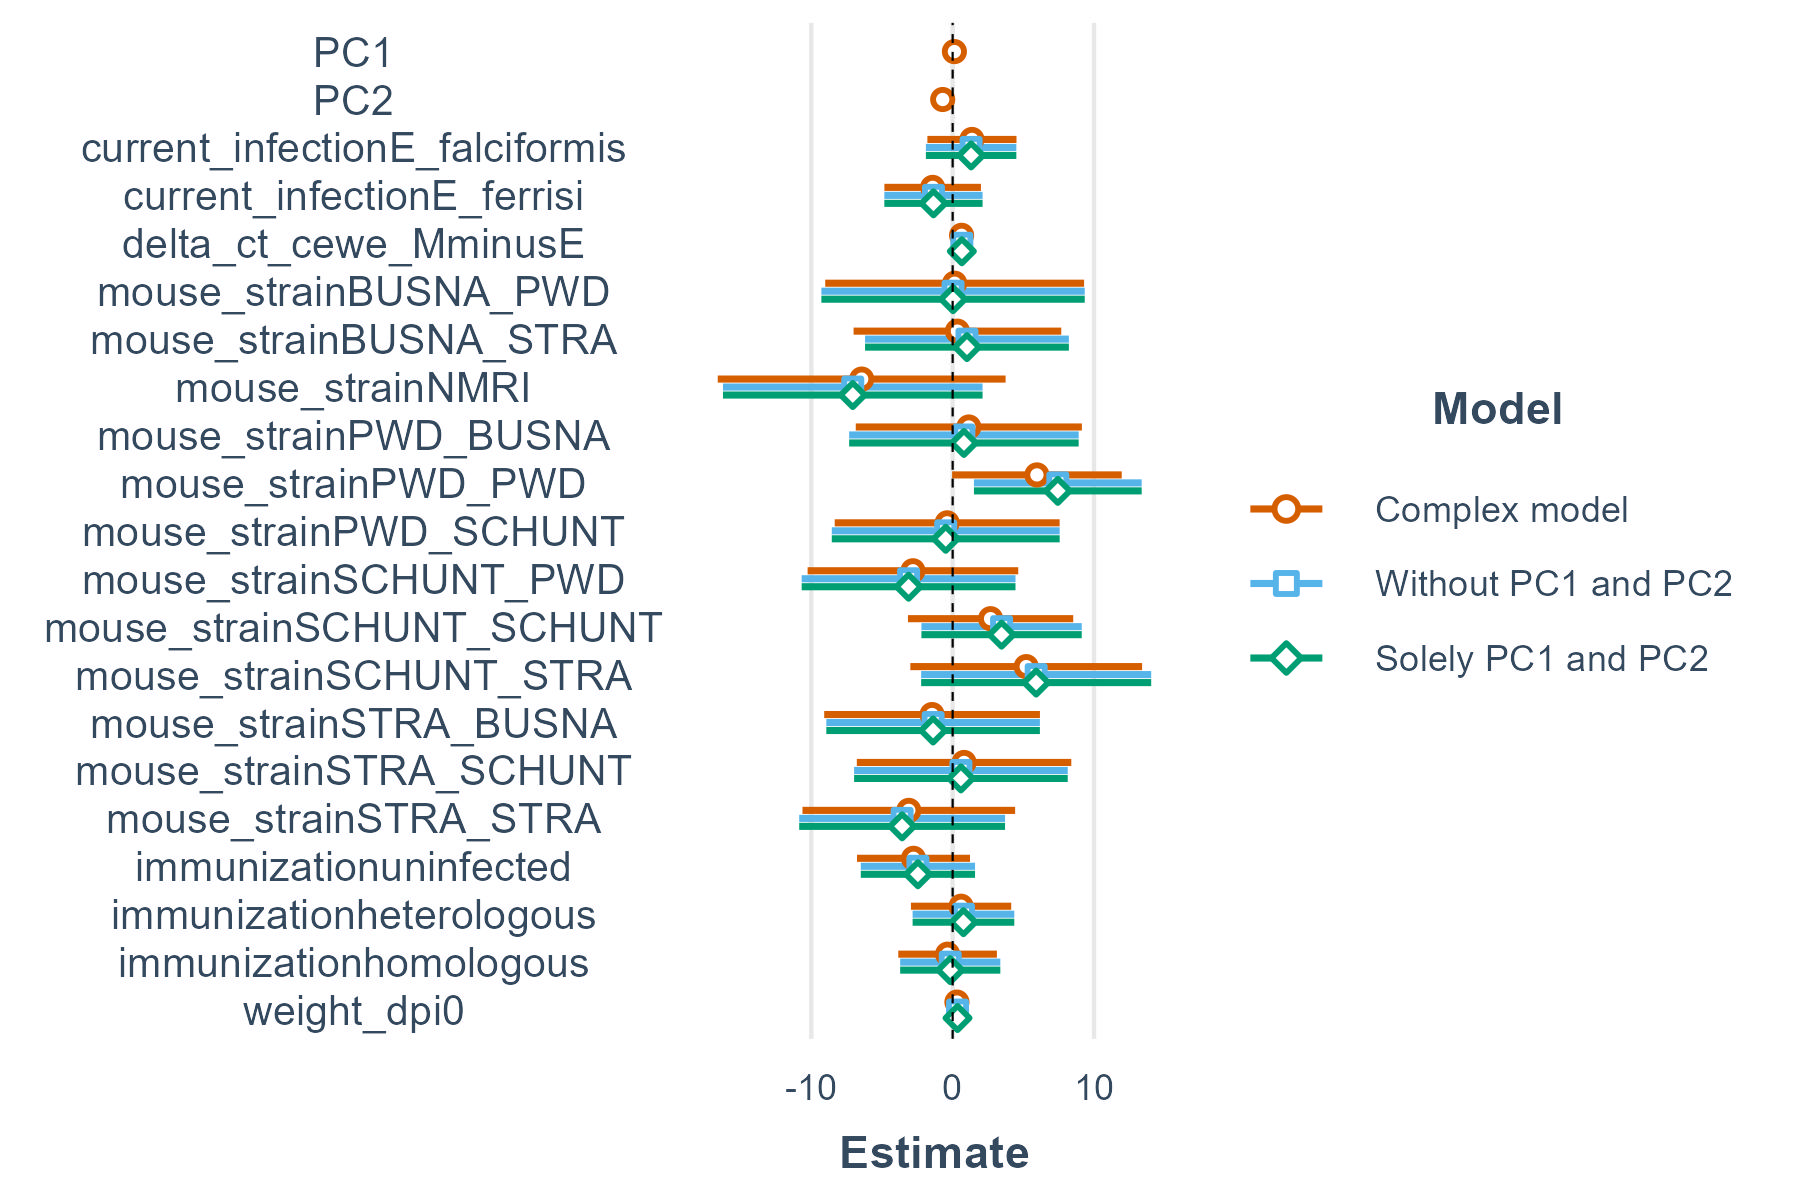 PC1
PC2
current_infectionE_falciformis
current_infectionE_ferrisi
delta_ct_cewe_MminusE
mouse_strainBUSNA_PWD
mouse_strainBUSNA_STRA
mouse_strainNMRI
mouse_strainPWD_BUSNA
mouse_strainPWD_PWD
mouse_strainPWD_SCHUNT
mouse_strainSCHUNT_PWD
mouse_strainSCHUNT_SCHUNT
mouse_strainSCHUNT_STRA
mouse_strainSTRA_BUSNA
mouse_strainSTRA_SCHUNT
mouse_strainSTRA_STRA
immunizationuninfected
immunizationheterologous
immunizationhomologous
weight_dpi0
-10 0 10
Estimate
Model
Complex model
Without PC1 and PC2
Solely PC1 and PC2